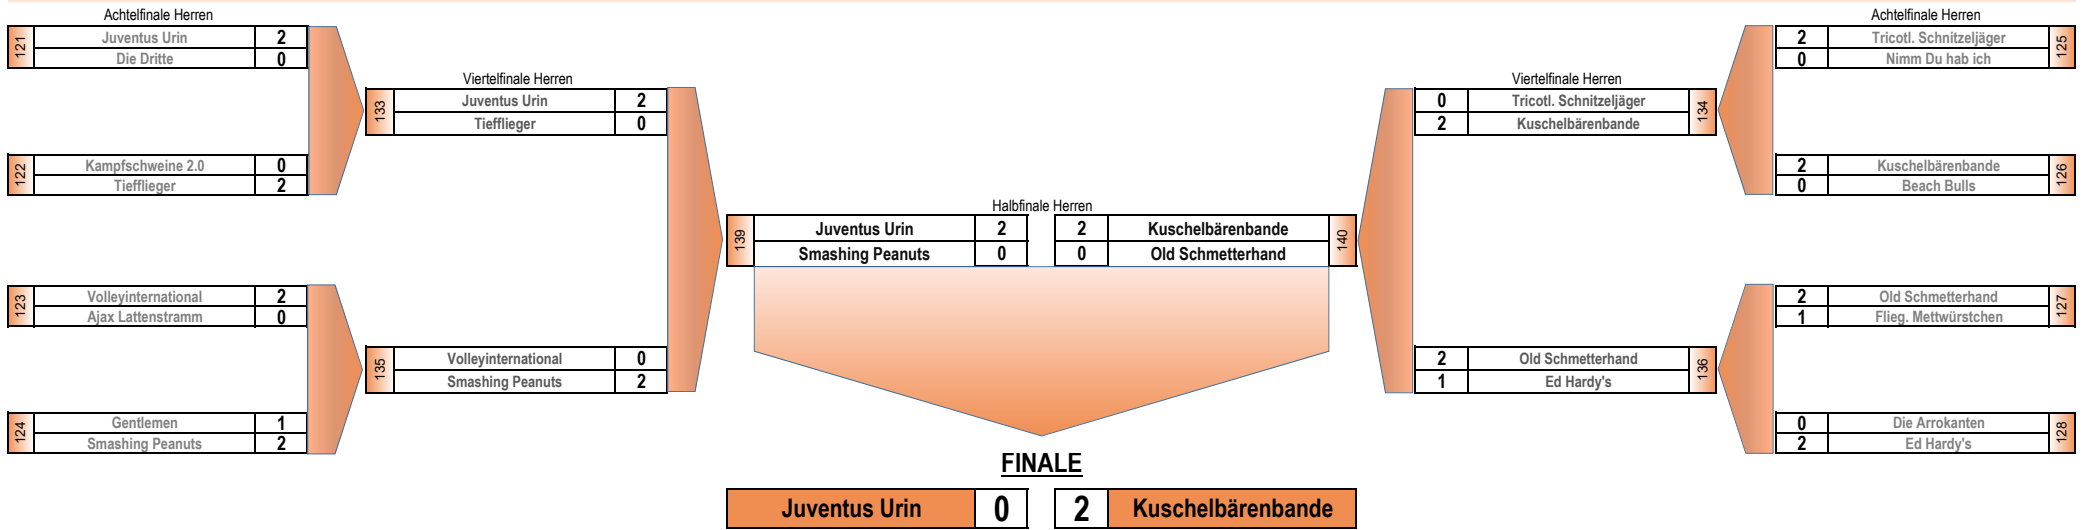 Achtelfinale Herren
121 Juventus Urin 2
Die Dritte 0
122 Kampfschweine 2.0 0
Tiefflieger 2
123 Volleyinternational 2
Ajax Lattenstramm 0
124 Gentlemen 1
Smashing Peanuts 2
Viertelfinale Herren
133 Juventus Urin 2
Tiefflieger 0
135 Volleyinternational 0
Smashing Peanuts 2
Halbfinale Herren
139 Juventus Urin 2
Smashing Peanuts 0
2 Kuschelbärenbande 140
0 Old Schmetterhand
Viertelfinale Herren
0 Tricotl. Schnitzeljäger 134
2 Kuschelbärenbande
2 Old Schmetterhand 136
1 Ed Hardy's
Achtelfinale Herren
2 Tricotl. Schnitzeljäger 125
0 Nimm Du hab ich
2 Kuschelbärenbande 126
0 Beach Bulls
2 Old Schmetterhand 127
1 Flieg. Mettwürstchen
0 Die Arrokanten 128
2 Ed Hardy's
FINALE
Juventus Urin 0 2 Kuschelbärenbande